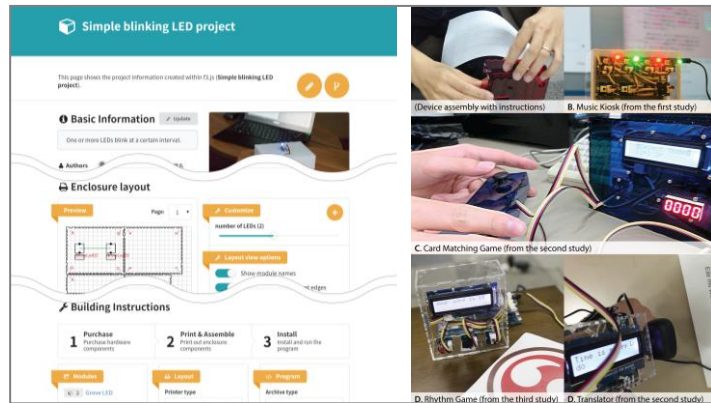 Simple blinking LED project
This page shows the project information created within f3.js (Simple blinking LED
project).
Basic Information
Update
One or more LEDs blink at a certain interval.
Authors
Enclosure layout
Preview
Page: 1
Customize
number of LEDs (2)
Layout view options
Show module names
edges
Building Instructions
1 Purchase
Purchase hardware
components
2 Print & Assemble
Print out enclosure
components
3 Install
Install and run the
program
Modules
Grove LED
Layout
Printer type
Program
Archive type
(Device assembly with instructions)
B. Music Kiosk (from the first study)
0000
C. Card Matching Game (from the second study)
Time is
do
D. Rhythm Game (from the third study)
D. Translator (from the second study)